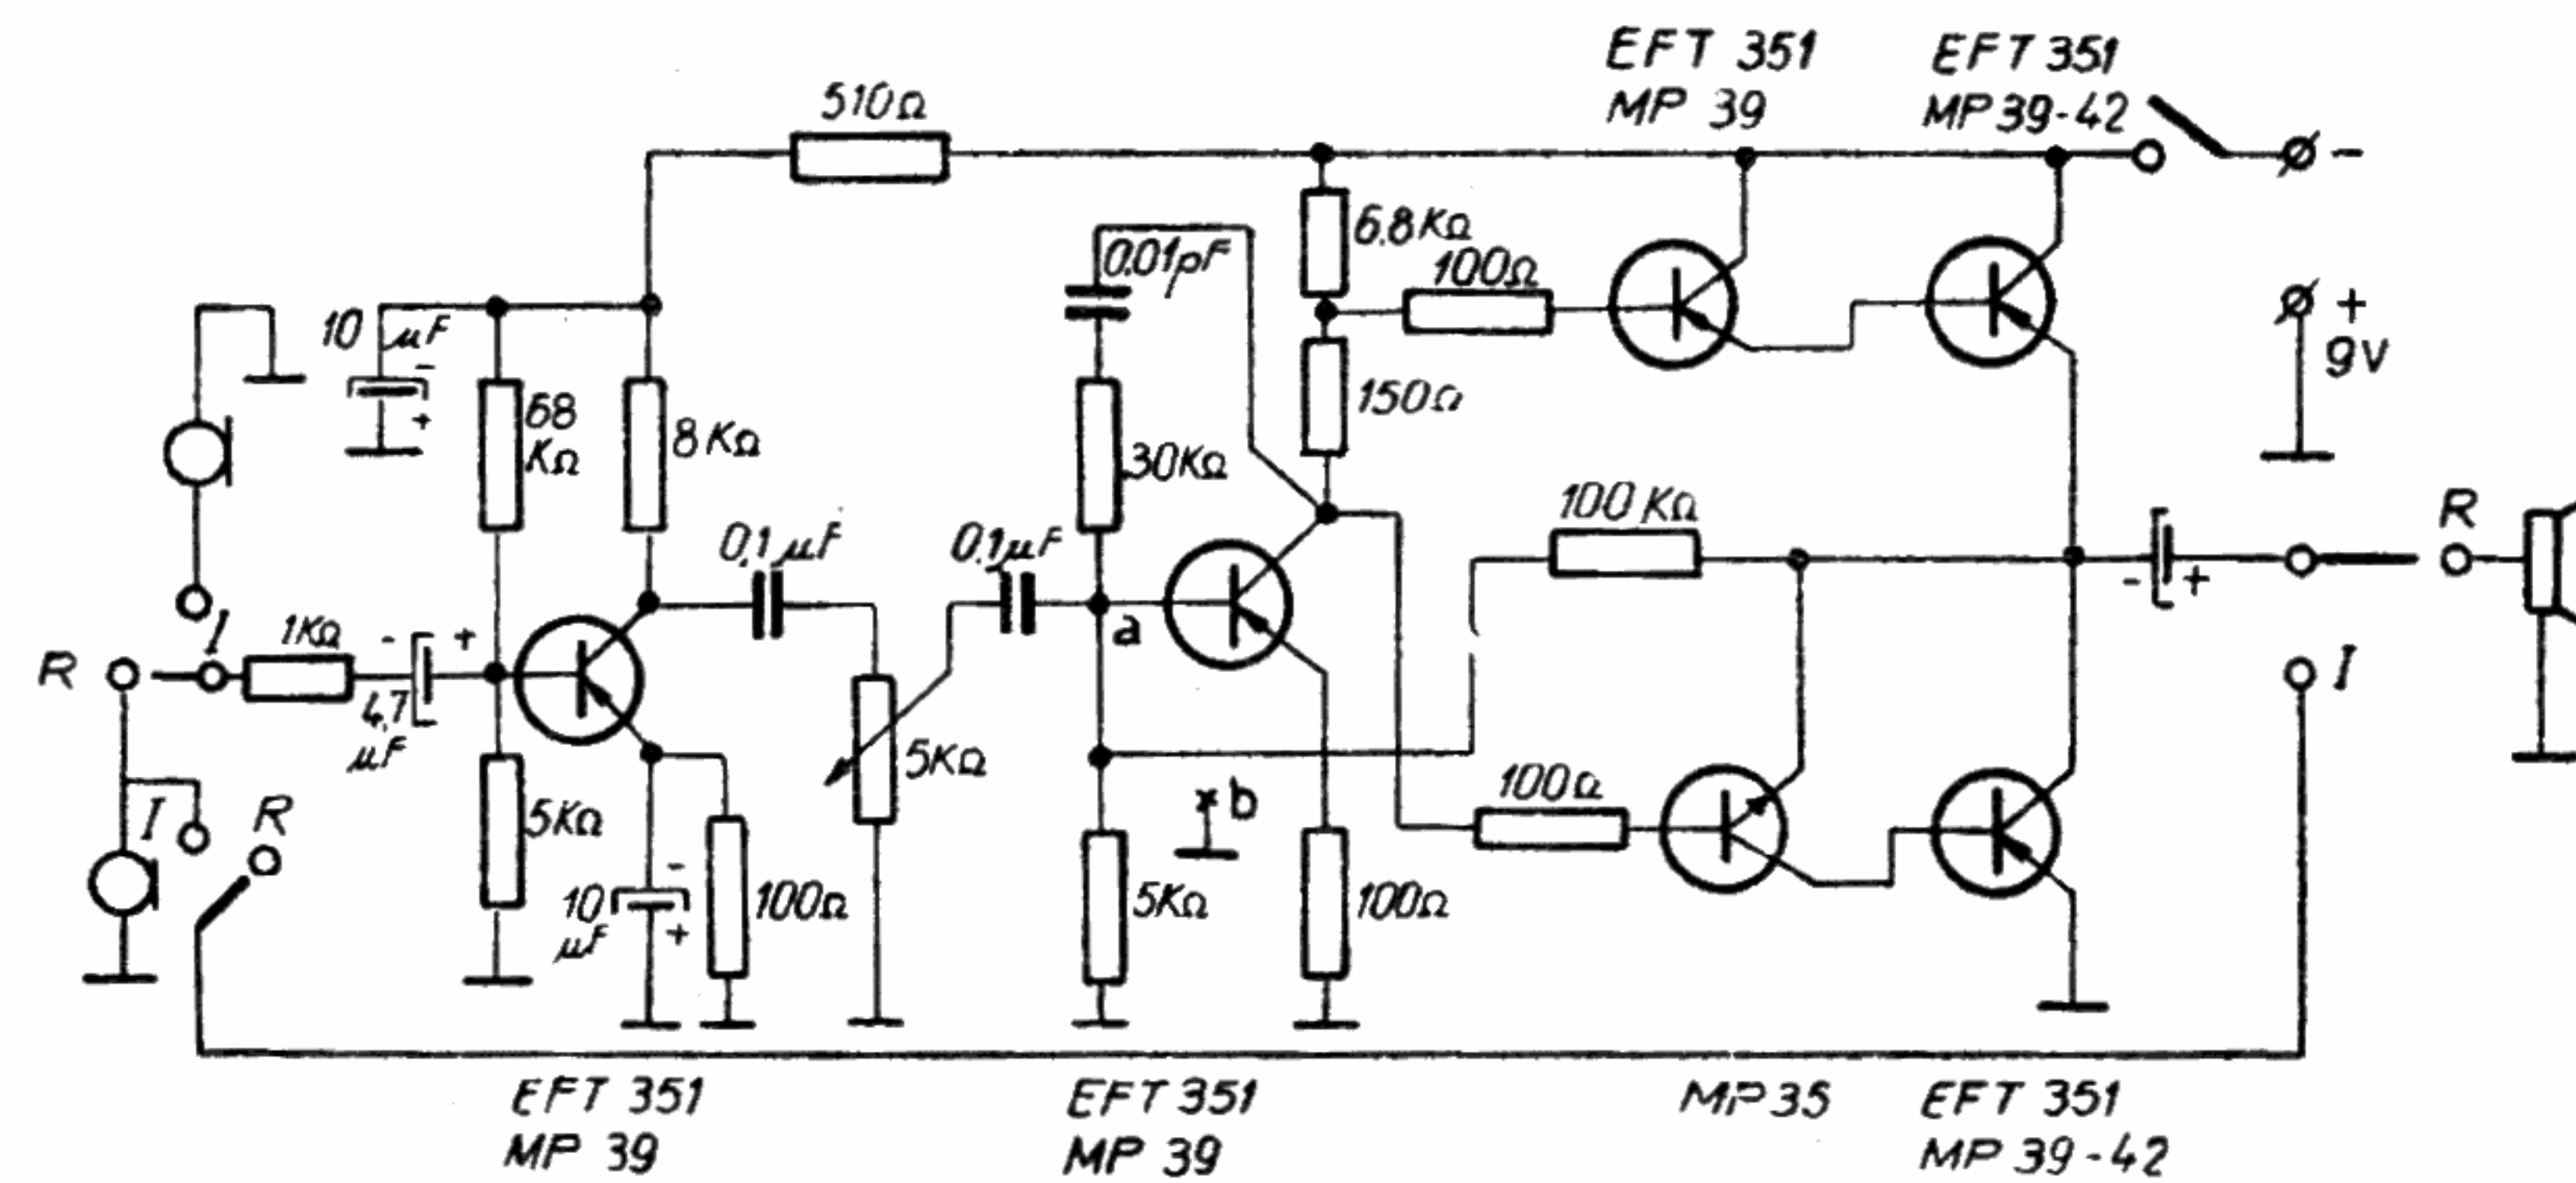 EFT 351
MP 39
EFT 351
MP 39-42
510Ω
-
6.8KΩ
0.01pF
100Ω
+
9V
10 μF
-
+
68
KΩ
8KΩ
150Ω
30KΩ
0.1μF
0.1μF
100KΩ
R
- +
I
1KΩ
- +
R
4,7
μF
a
I
5KΩ
5KΩ
b
100Ω
I
R
10
μF
-
+
100Ω
5KΩ
100Ω
EFT 351
MP 39
EFT 351
MP 39
MP35
EFT 351
MP 39-42